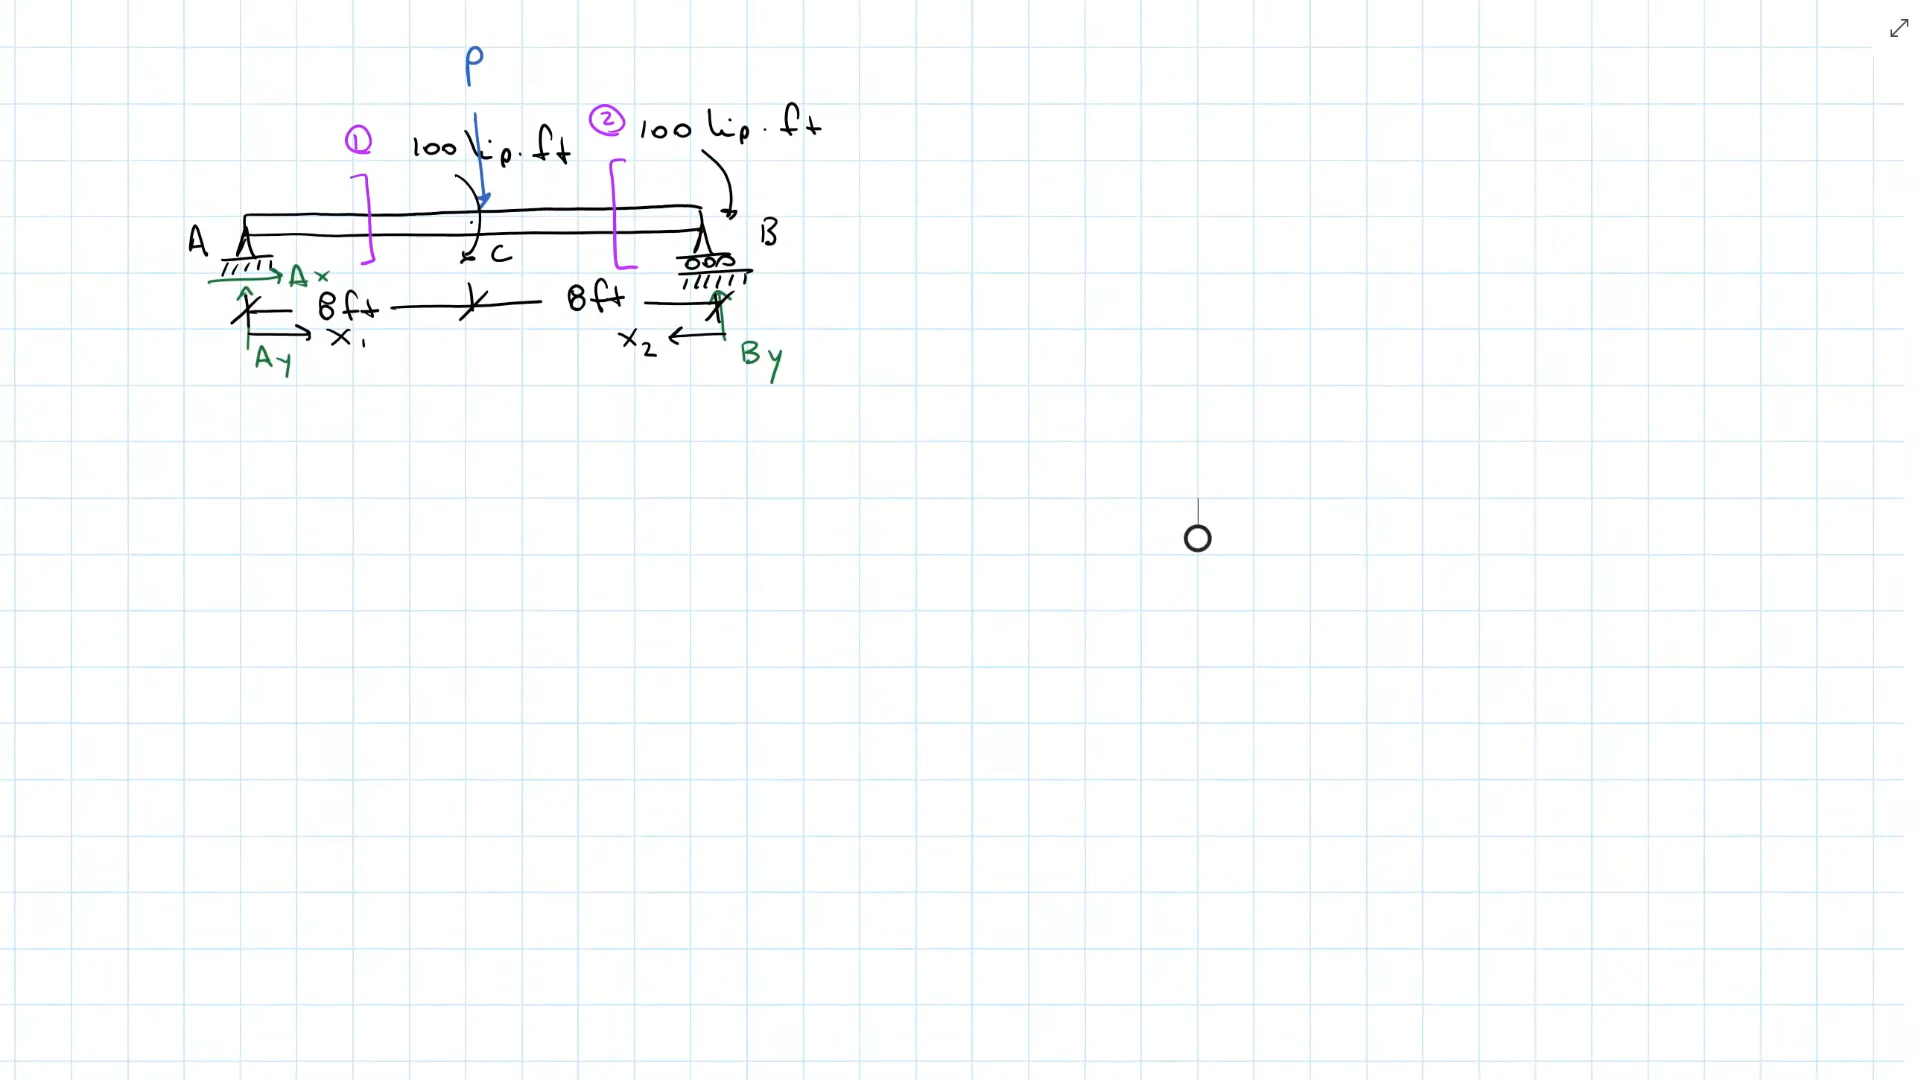 P
① 100 kip. ft
② 100 kip. ft
A
C
B
Ax
8ft
8ft
x1
x2
Ay
By